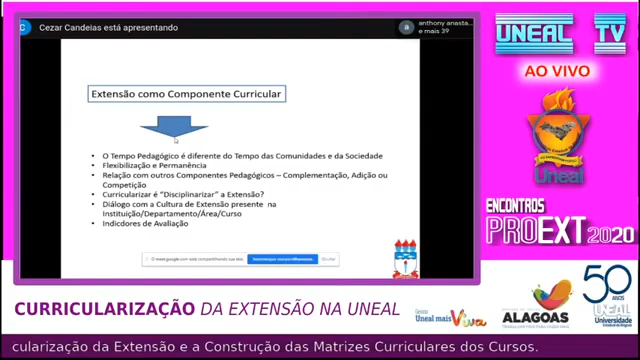 Cezar Candeias está apresentando
a
anthony anasta...
e mais 39
UNEAL TV
AO VIVO
Extensão como Componente Curricular
• O Tempo Pedagógico é diferente do Tempo das Comunidades e da Sociedade
• Flexibilização e Permanência
• Relação com outros Componentes Pedagógicos – Complementação, Adição ou
Competição
• Curricularizar é “Disciplinarizar” a Extensão?
• Diálogo com a Cultura de Extensão presente na
Instituição/Departamento/Área/Curso
• Indicdores de Avaliação
Uneal
ENCONTROS
PROEXT 2020
CURRICULARIZAÇÃO DA EXTENSÃO NA UNEAL
Uneal mais Viva
ALAGOAS
50
ANOS
UNEAL
Universidade
cularização da Extensão e a Construção das Matrizes Curriculares dos Cursos.